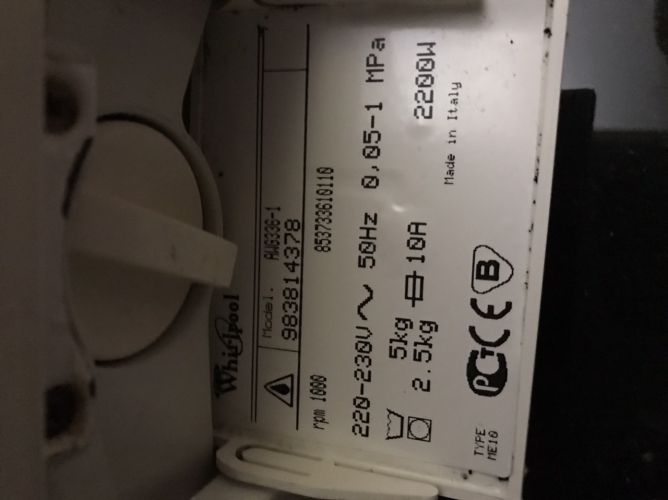 Whirlpool
Model. AWG336-1
983814378
rpm 1000 853733610110
220-230V ~ 50Hz 0,05-1 MPa
5kg 10A 2200W
2.5kg
Made in Italy
PCT CE B
TYPE:
ME10